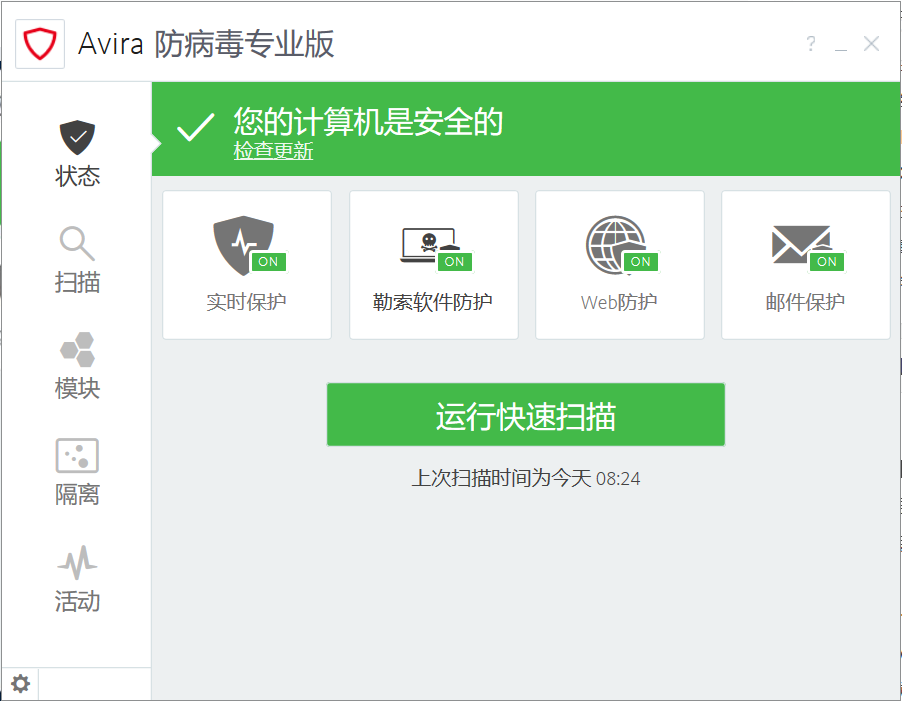 Avira 防病毒专业版
?
状态
扫描
模块
隔离
活动
您的计算机是安全的
检查更新
ON
实时保护
ON
勒索软件防护
ON
Web防护
ON
邮件保护
运行快速扫描
上次扫描时间为今天 08:24